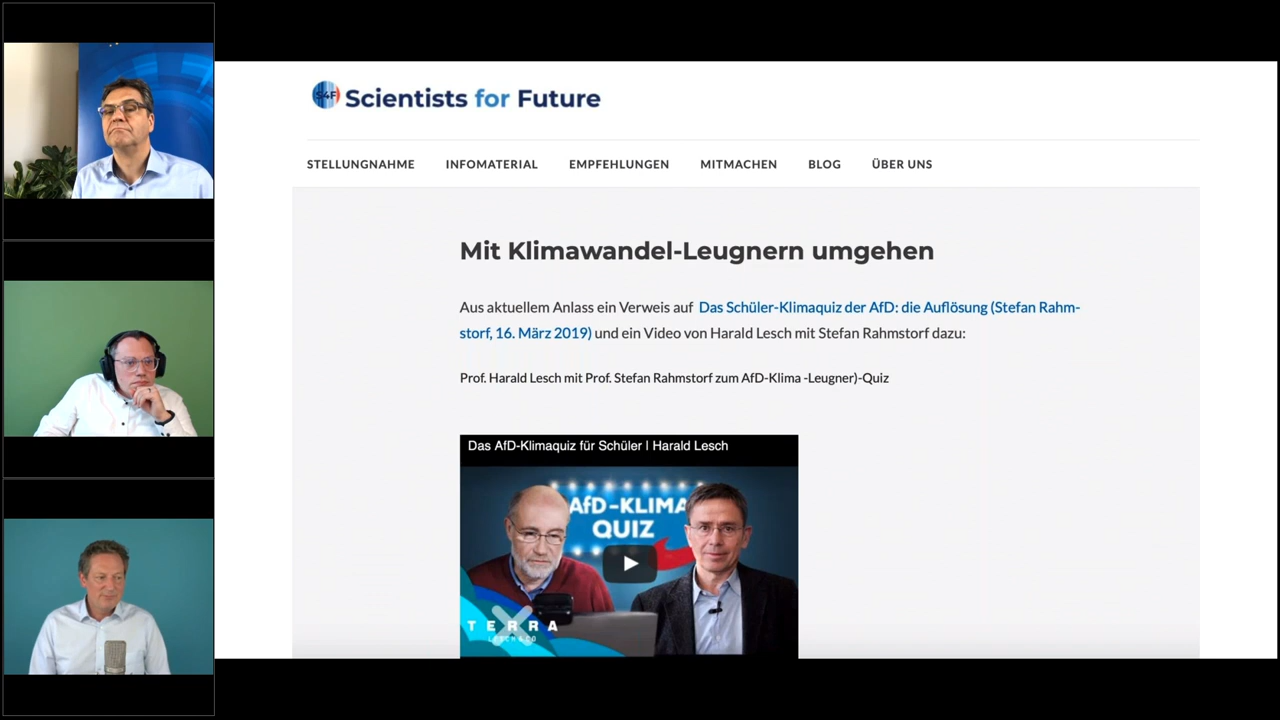 S4F Scientists for Future
STELLUNGNAHME INFOMATERIAL EMPFEHLUNGEN MITMACHEN BLOG ÜBER UNS
Mit Klimawandel-Leugnern umgehen
Aus aktuellem Anlass ein Verweis auf Das Schüler-Klimaquiz der AfD: die Auflösung (Stefan Rahm-
storf, 16. März 2019) und ein Video von Harald Lesch mit Stefan Rahmstorf dazu:
Prof. Harald Lesch mit Prof. Stefan Rahmstorf zum AfD-Klima -Leugner)-Quiz
Das AfD-Klimaquiz für Schüler | Harald Lesch
AfD-KLIMA
QUIZ
TERRA
LESCH & CO